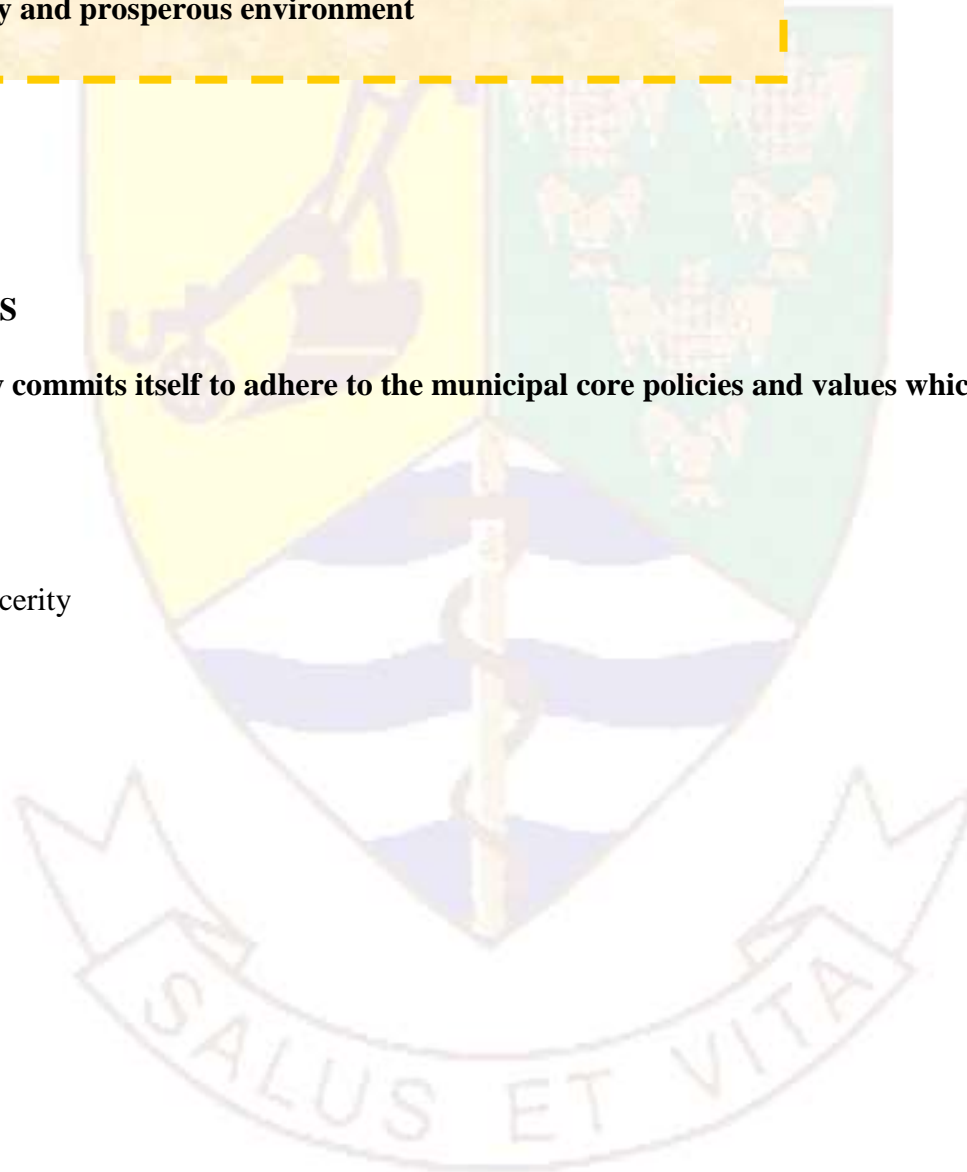 y and prosperous environment
S
y commits itself to adhere to the municipal core policies and values whic
cerity
SALUS ET VITA